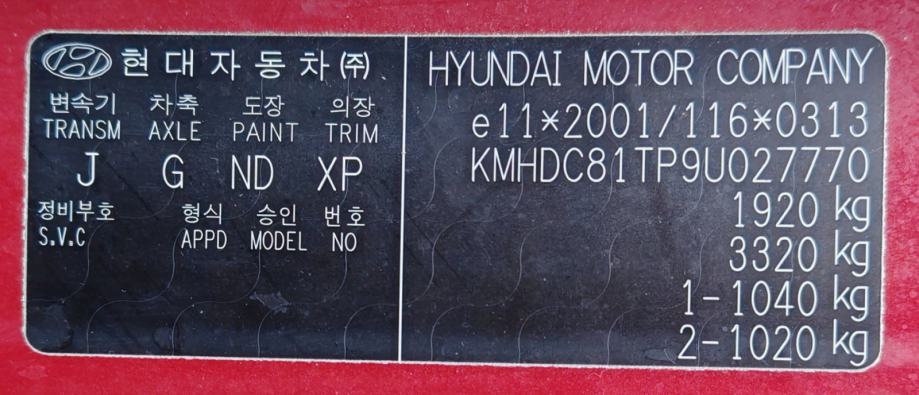 현대자동차㈜
변속기 차축 도장 의장
TRANSM AXLE PAINT TRIM
J G ND XP
정비부호 형식 승인 번호
S.V.C APPD MODEL NO
HYUNDAI MOTOR COMPANY
e11*2001/116*0313
KMHDC81TP9U027770
1920 kg
3320 kg
1-1040 kg
2-1020 kg